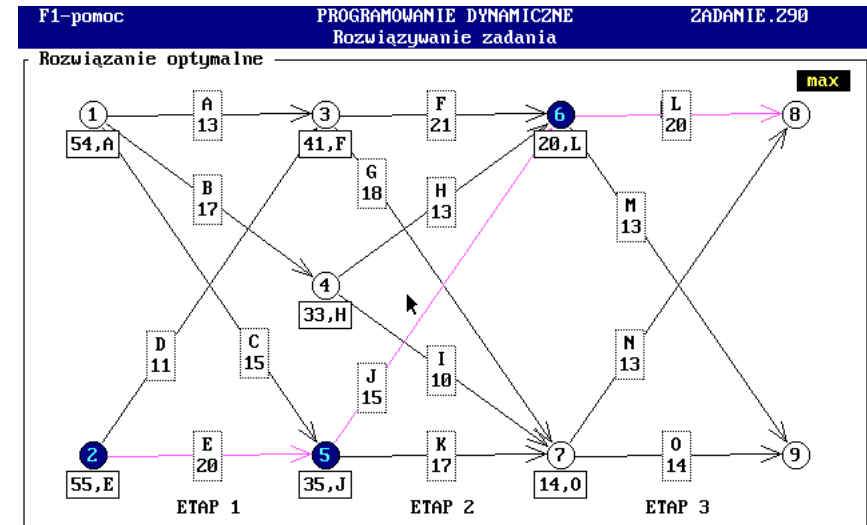 F1-pomoc PROGRAMOWANIE DYNAMICZNE ZADANIE.Z90
Rozwiązywanie zadania
Rozwiązanie optymalne
max
1 A 13 3 F 21 6 L 20 8
54,A 41,F 20,L
G
18
B
17
H
13
M
13
4
33,H
D
11
C
15
J
15
I
10
N
13
2 E 20 5 K 17 7 O 14 9
55,E 35,J 14,O
ETAP 1 ETAP 2 ETAP 3